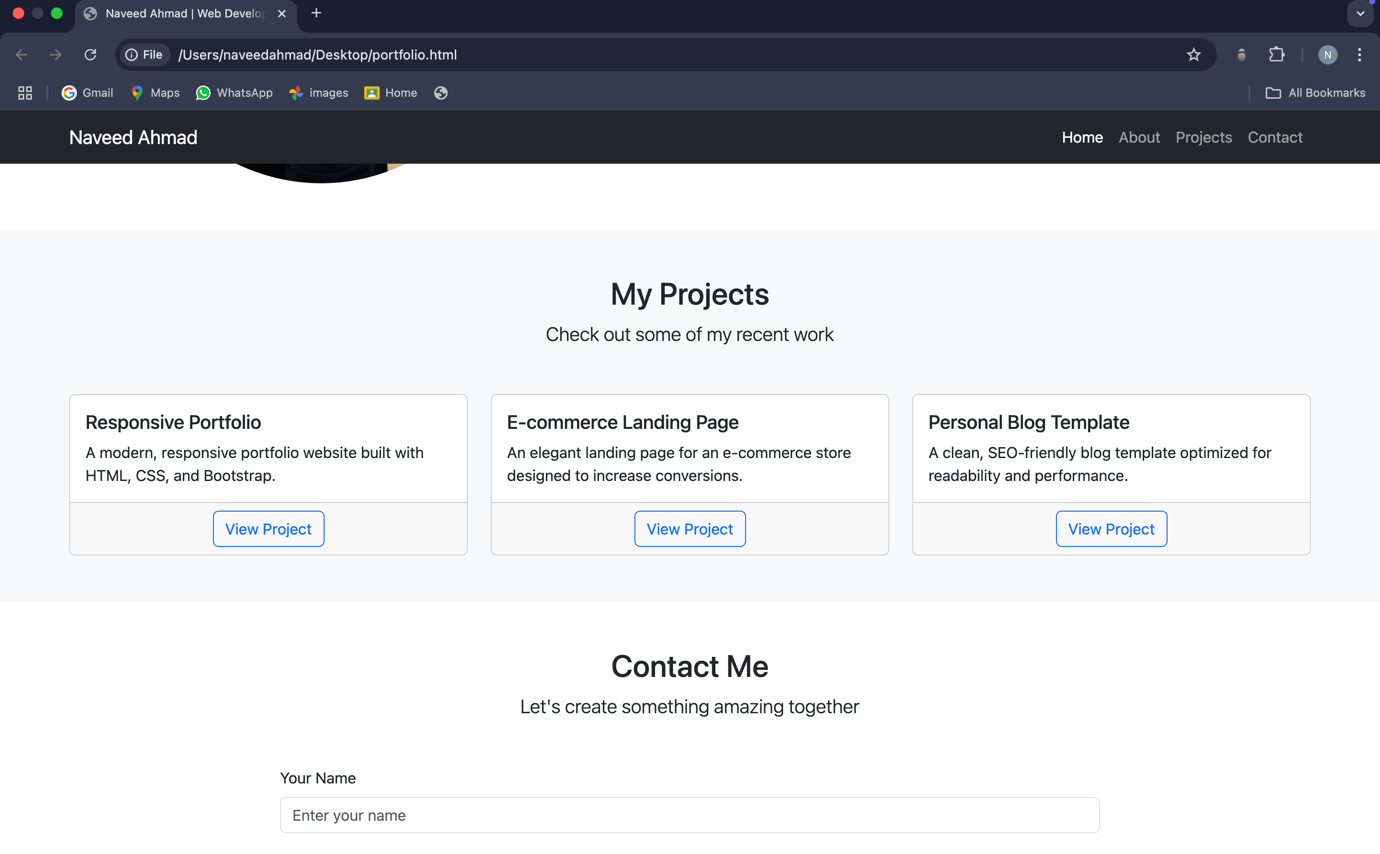 Naveed Ahmad | Web Develop
File /Users/naveedahmad/Desktop/portfolio.html
N
Gmail Maps WhatsApp images Home All Bookmarks
Naveed Ahmad Home About Projects Contact
My Projects
Check out some of my recent work
Responsive Portfolio
A modern, responsive portfolio website built with
HTML, CSS, and Bootstrap.
View Project
E-commerce Landing Page
An elegant landing page for an e-commerce store
designed to increase conversions.
View Project
Personal Blog Template
A clean, SEO-friendly blog template optimized for
readability and performance.
View Project
Contact Me
Let's create something amazing together
Your Name
Enter your name